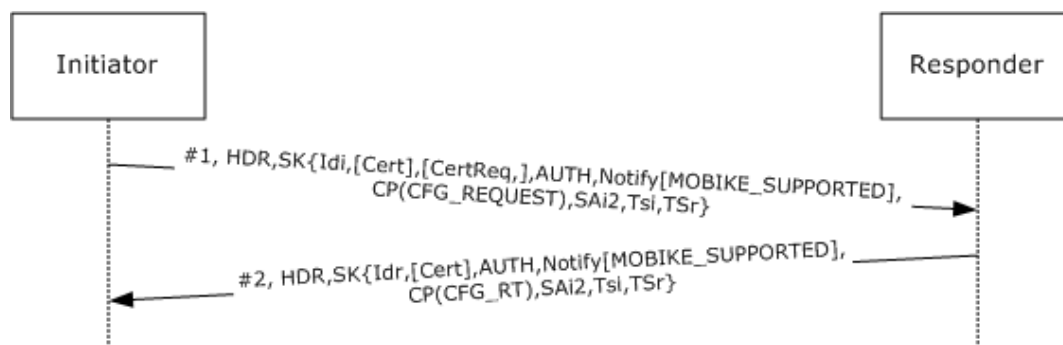 Initiator
Responder
#1, HDR,SK{Idi,[Cert],[CertReq,],AUTH,Notify[MOBIKE_SUPPORTED],
CP(CFG_REQUEST),SAi2,Tsi,TSr}
#2, HDR,SK{Idr,[Cert],AUTH,Notify[MOBIKE_SUPPORTED],
CP(CFG_RT),SAi2,Tsi,TSr}